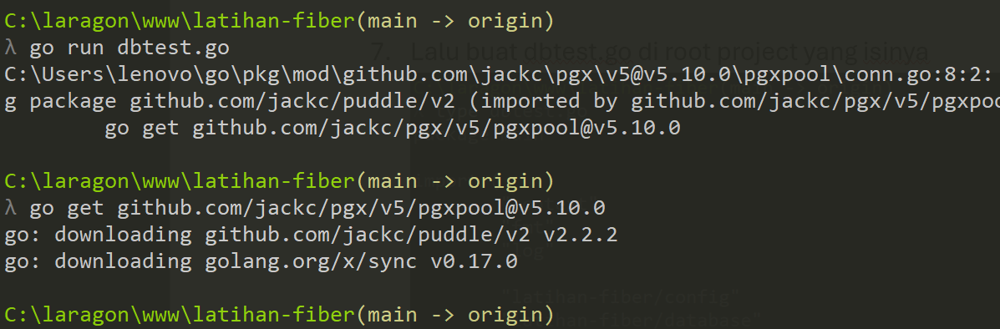 C:\laragon\www\latihan-fiber(main -> origin)
λ go run dbtest.go
7. Lalu buat dbtest.go di root project yang isinya
C:\Users\lenovo\go\pkg\mod\github.com\jackc\pgx\v5@v5.10.0\pgxpool\conn.go:8:2:
g package github.com/jackc/puddle/v2 (imported by github.com/jackc/pgx/v5/pgxpoo
go get github.com/jackc/pgx/v5/pgxpool@v5.10.0
C:\laragon\www\latihan-fiber(main -> origin)
λ go get github.com/jackc/pgx/v5/pgxpool@v5.10.0
go: downloading github.com/jackc/puddle/v2 v2.2.2
go: downloading golang.org/x/sync v0.17.0
"latihan-fiber/config"
C:\laragon\www\latihan-fiber(main -> origin)
han-fiber/database"